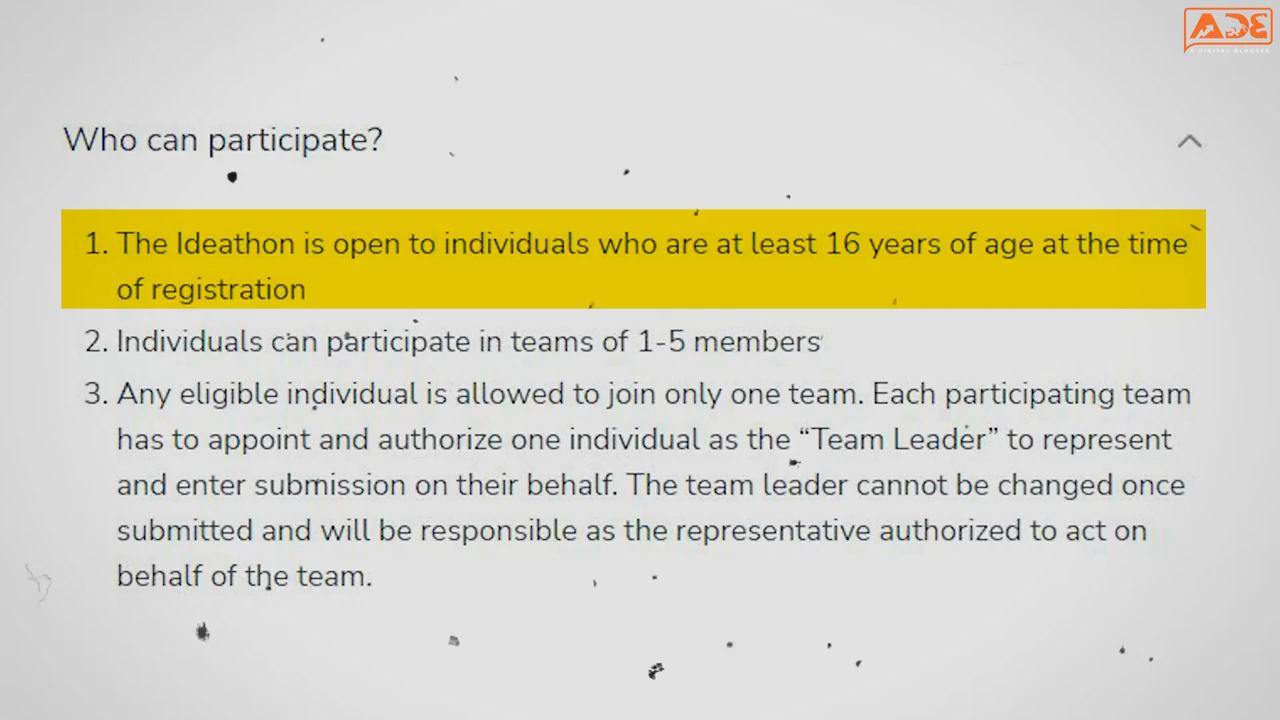 ADE
A DIGITAL BLOGGER
Who can participate?
1. The Ideathon is open to individuals who are at least 16 years of age at the time
of registration
2. Individuals can participate in teams of 1-5 members
3. Any eligible individual is allowed to join only one team. Each participating team
has to appoint and authorize one individual as the “Team Leader” to represent
and enter submission on their behalf. The team leader cannot be changed once
submitted and will be responsible as the representative authorized to act on
behalf of the team.